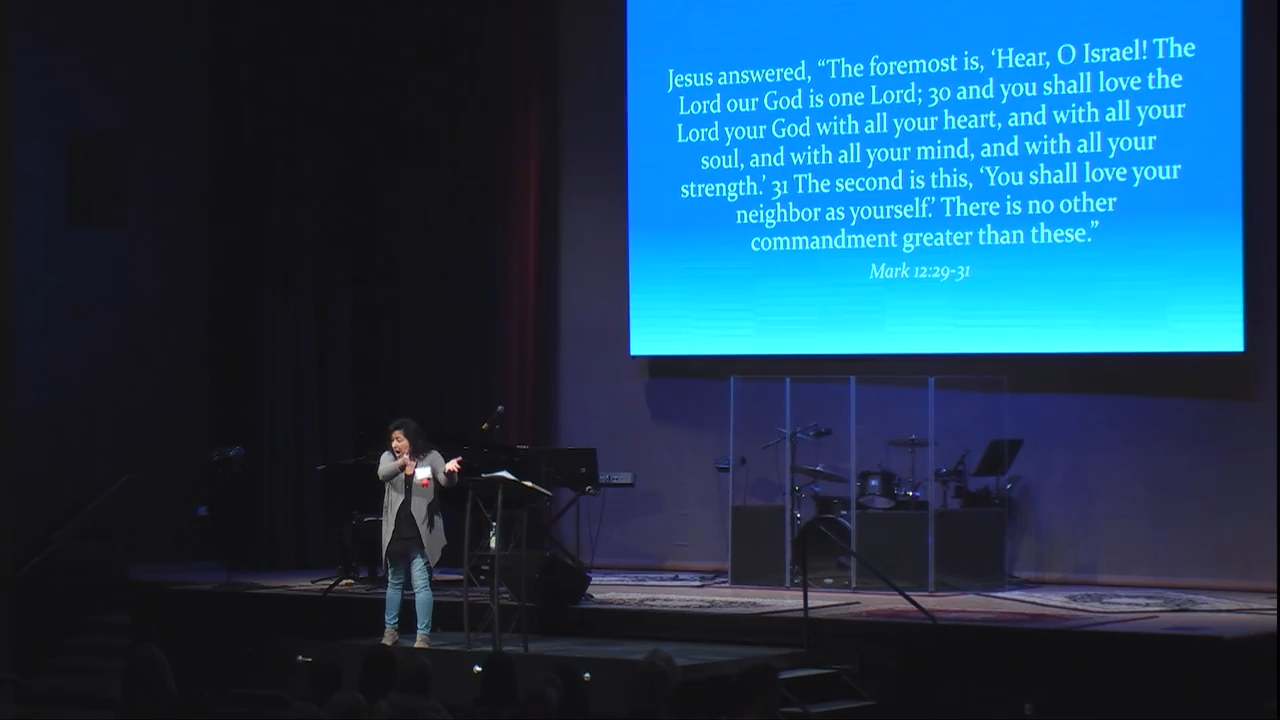 Jesus answered, “The foremost is, ‘Hear, O Israel! The
Lord our God is one Lord; 30 and you shall love the
Lord your God with all your heart, and with all your
soul, and with all your mind, and with all your
strength.’ 31 The second is this, ‘You shall love your
neighbor as yourself.’ There is no other
commandment greater than these.”
Mark 12:29-31